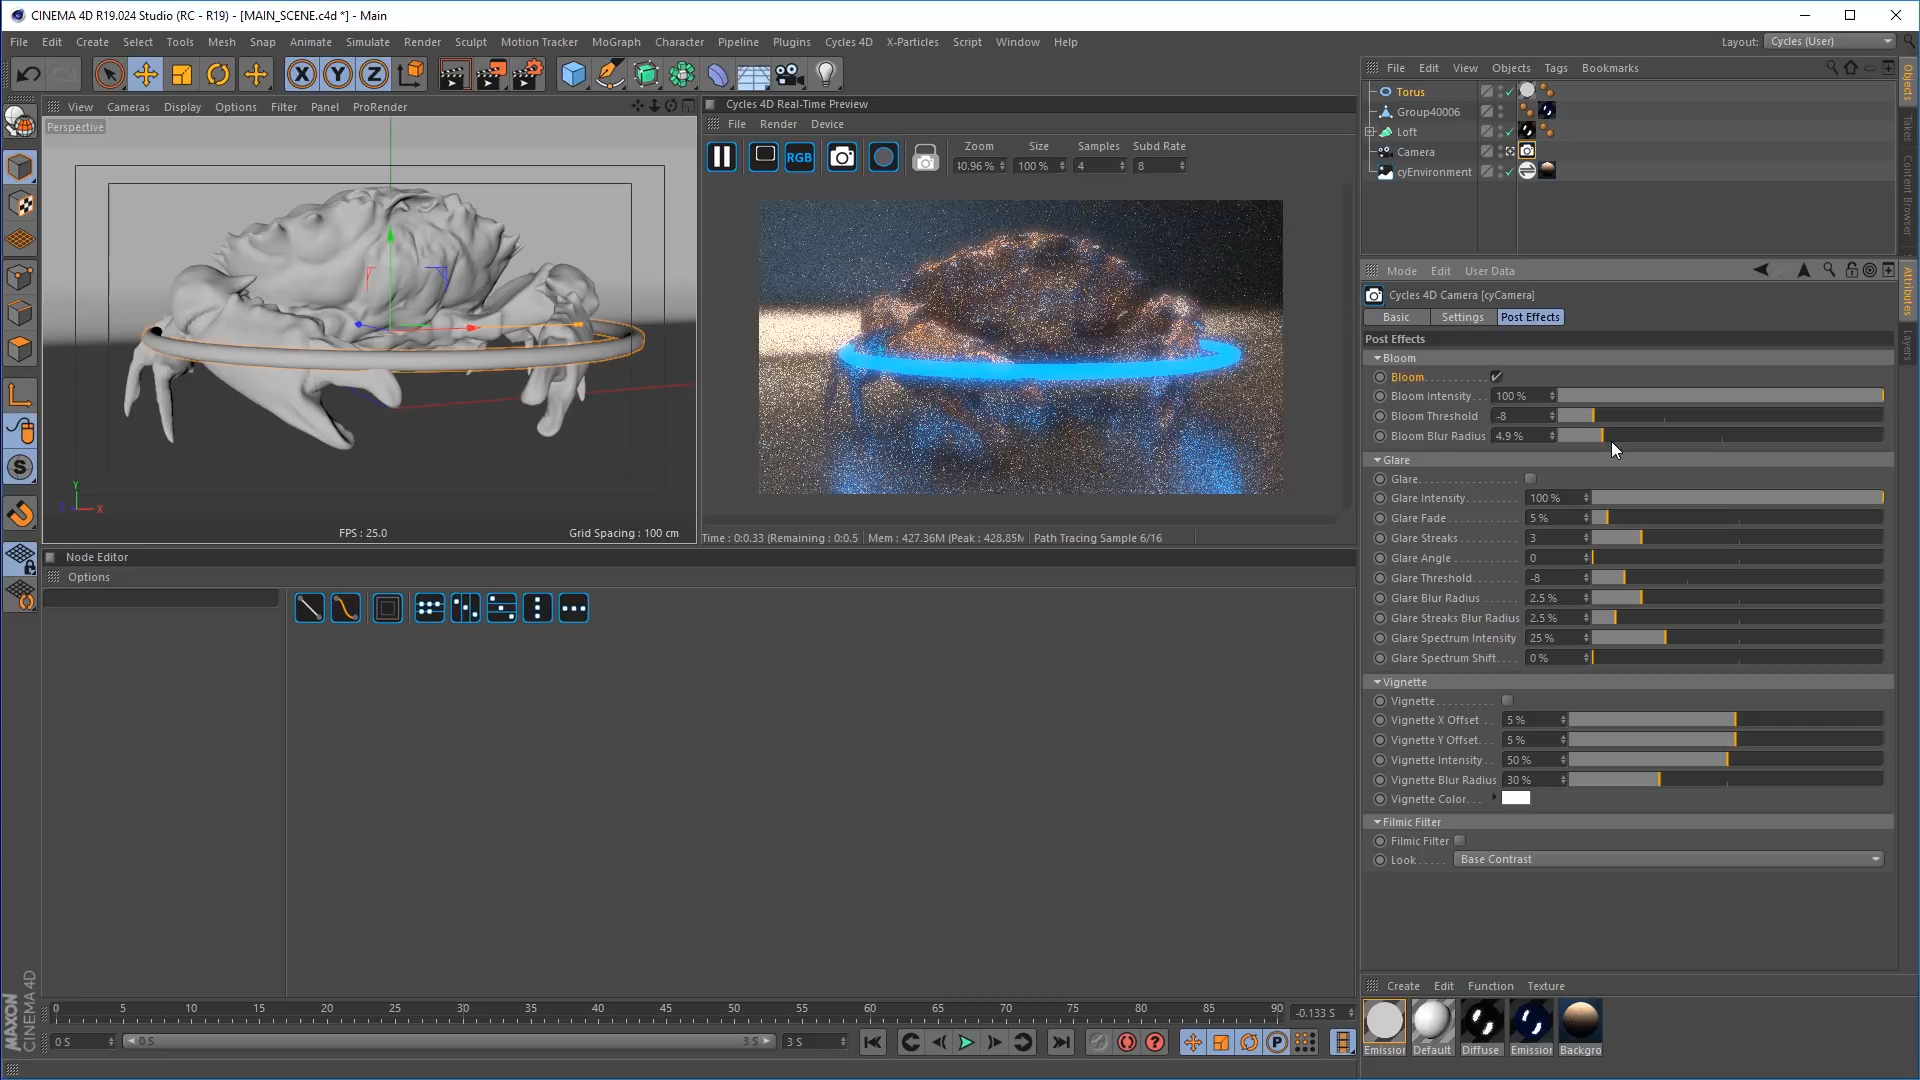 CINEMA 4D R19.024 Studio (RC - R19) - [MAIN_SCENE.c4d *] - Main
File Edit Create Select Tools Mesh Snap Animate Simulate Render Sculpt Motion Tracker MoGraph Character Pipeline Plugins Cycles 4D X-Particles Script Window Help
Layout: Cycles (User)
View Cameras Display Options Filter Panel ProRender
Perspective
Y
X
FPS : 25.0
Grid Spacing : 100 cm
Cycles 4D Real-Time Preview
File Render Device
RGB
Zoom Size Samples Subd Rate
10.96 % 100 % 4 8
Time : 0:0.33 (Remaining : 0:0.5
Mem : 427.36M (Peak : 428.85M
Path Tracing Sample 6/16
Node Editor
Options
File Edit View Objects Tags Bookmarks
Torus
Group40006
Loft
Camera
cyEnvironment
Objects
Takes
Content Browser
Attributes
Layers
Mode Edit User Data
Cycles 4D Camera [cyCamera]
Basic Settings Post Effects
Post Effects
Bloom
Bloom
Bloom Intensity 100 %
Bloom Threshold -8
Bloom Blur Radius 4.9 %
Glare
Glare
Glare Intensity 100 %
Glare Fade 5 %
Glare Streaks 3
Glare Angle 0
Glare Threshold -8
Glare Blur Radius 2.5 %
Glare Streaks Blur Radius 2.5 %
Glare Spectrum Intensity 25 %
Glare Spectrum Shift 0 %
Vignette
Vignette
Vignette X Offset 5 %
Vignette Y Offset 5 %
Vignette Intensity 50 %
Vignette Blur Radius 30 %
Vignette Color
Filmic Filter
Filmic Filter
Look Base Contrast
0 5 10 15 20 25 30 35 40 45 50 55 60 65 70 75 80 85 90
-0.133 S
0 S
0 S
3 S
3 S
MAXON CINEMA 4D
Create Edit Function Texture
Emission Default Diffuse Emission Backgro